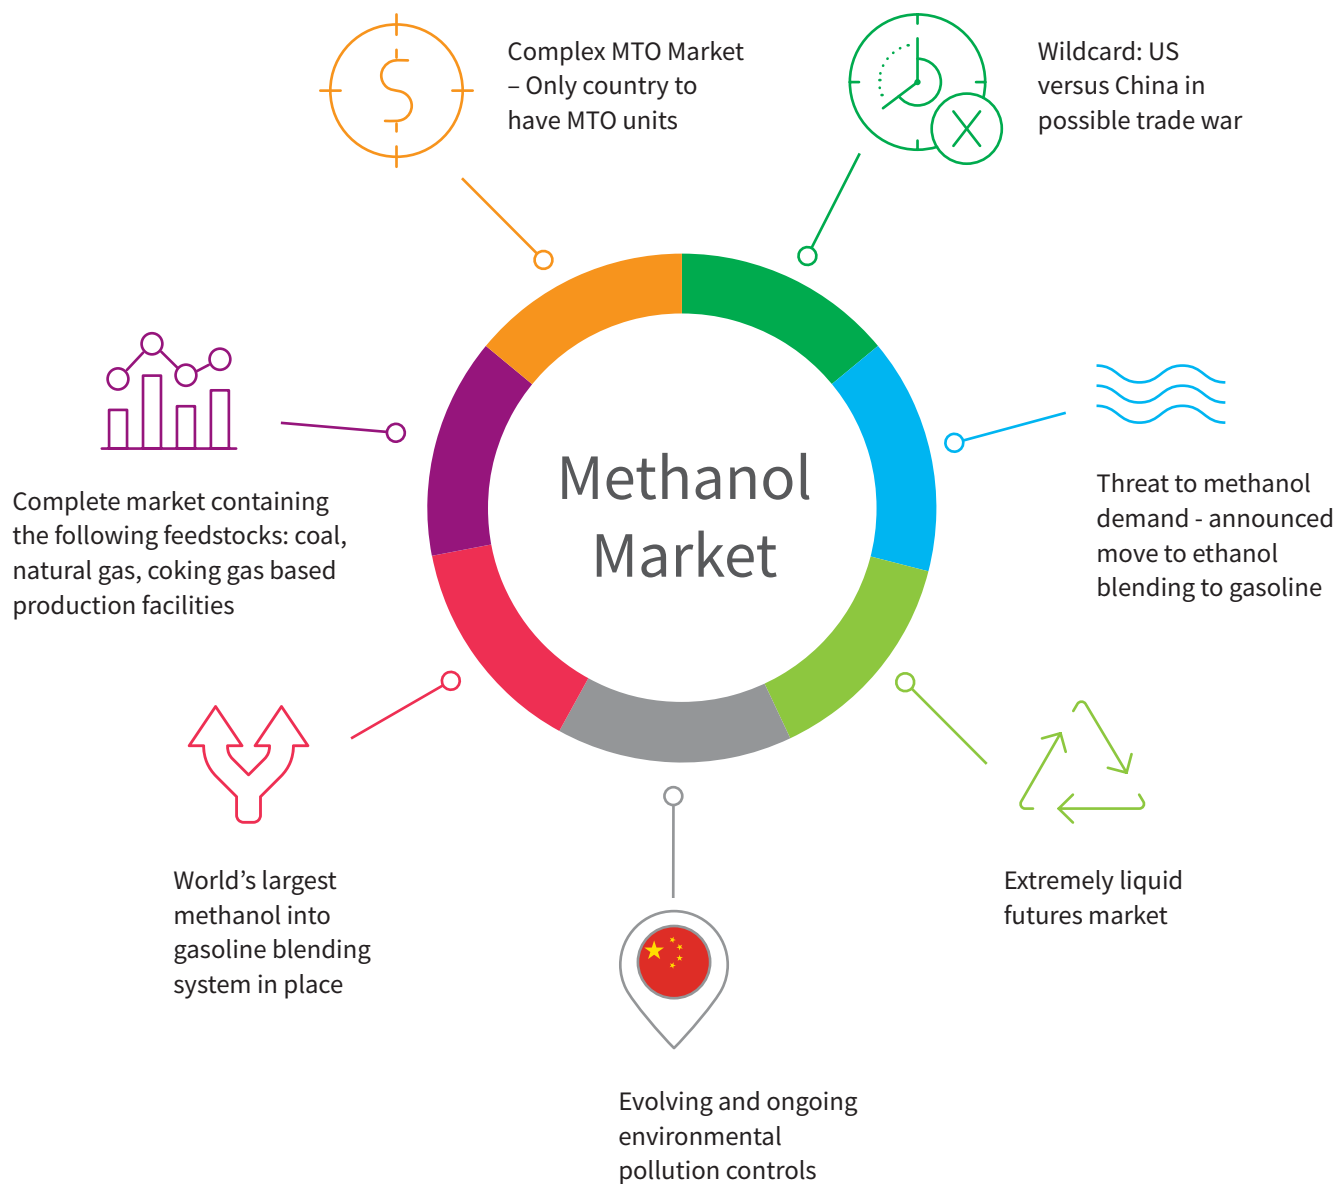 Complex MTO Market
– Only country to
have MTO units
Wildcard: US
versus China in
possible trade war
Methanol
Market
Threat to methanol
demand - announced
move to ethanol
blending to gasoline
Complete market containing
the following feedstocks: coal,
natural gas, coking gas based
production facilities
World’s largest
methanol into
gasoline blending
system in place
Extremely liquid
futures market
Evolving and ongoing
environmental
pollution controls